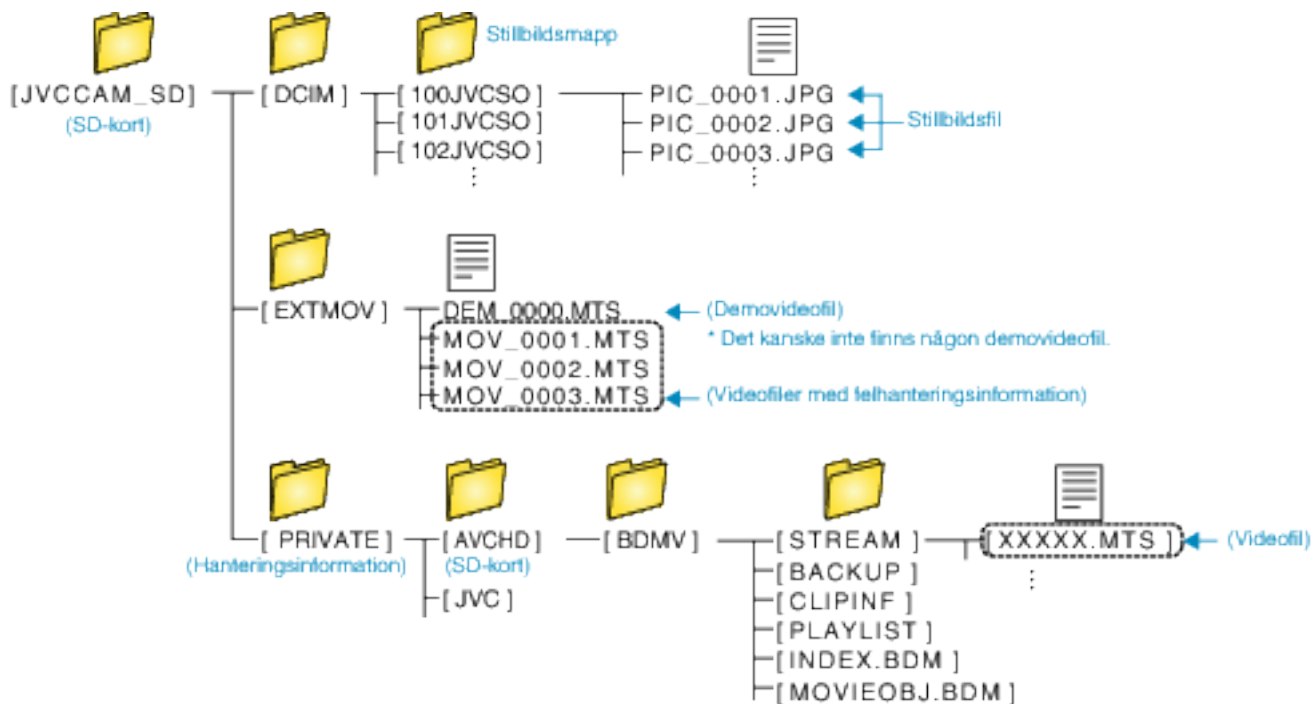 Stillbildsmapp
[JVCCAM_SD]
(SD-kort)
[DCIM]
[100JVCSO]
[101JVCSO]
[102JVCSO]
PIC_0001.JPG
PIC_0002.JPG
PIC_0003.JPG
Stillbildsfil
[EXTMOV]
DEM_0000.MTS
(Demovideofil)
MOV_0001.MTS
* Det kanske inte finns någon demovideofil.
MOV_0002.MTS
MOV_0003.MTS
(Videofiler med felhanteringsinformation)
[PRIVATE]
(Hanteringsinformation)
[AVCHD]
(SD-kort)
[JVC]
[BDMV]
[STREAM]
[BACKUP]
[CLIPINF]
[PLAYLIST]
[INDEX.BDM]
[MOVIEOBJ.BDM]
[XXXXX.MTS]
(Videofil)